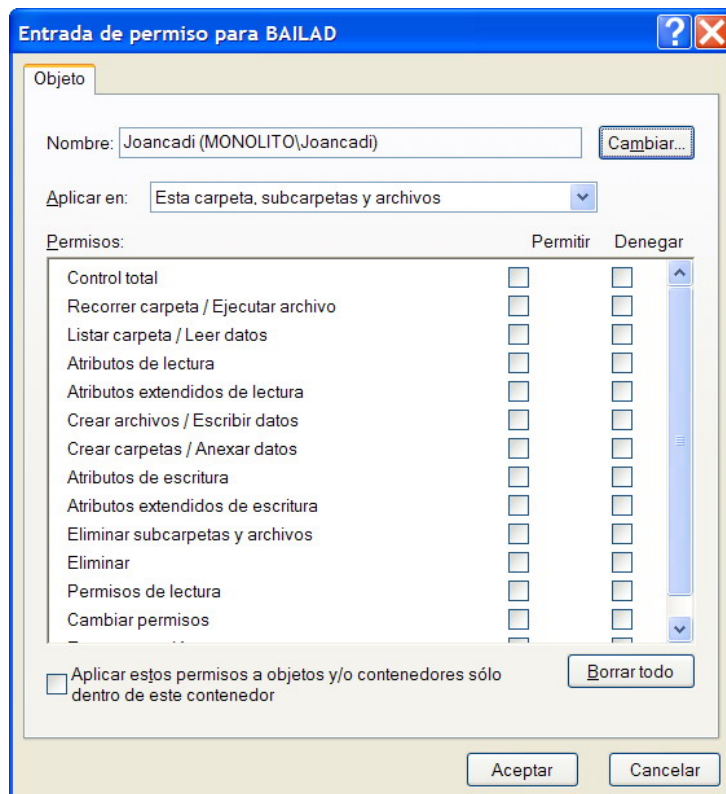 Entrada de permiso para BAILAD
Objeto
Nombre: Joancadi (MONOLITO\Joancadi) Cambiar...
Aplicar en: Esta carpeta, subcarpetas y archivos
Permisos: Permitir Denegar
Control total
Recorrer carpeta / Ejecutar archivo
Listar carpeta / Leer datos
Atributos de lectura
Atributos extendidos de lectura
Crear archivos / Escribir datos
Crear carpetas / Anexar datos
Atributos de escritura
Atributos extendidos de escritura
Eliminar subcarpetas y archivos
Eliminar
Permisos de lectura
Cambiar permisos
Aplicar estos permisos a objetos y/o contenedores sólo
dentro de este contenedor
Borrar todo
Aceptar Cancelar